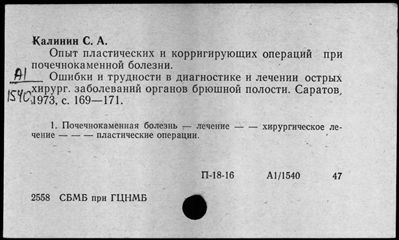 Калинин С. А.
Опыт пластических и корригирующих операций при
почечнокаменной болезни.
А1 Ошибки и трудности в диагностике и лечении острых
1540 хирург. заболеваний органов брюшной полости. Саратов,
1973, с. 169—171.
1. Почечнокаменная болезнь — лечение — — хирургическое ле-
чение — — — пластические операции.
П-18-16 А1/1540 47
2558 СБМБ при ГЦНМБ